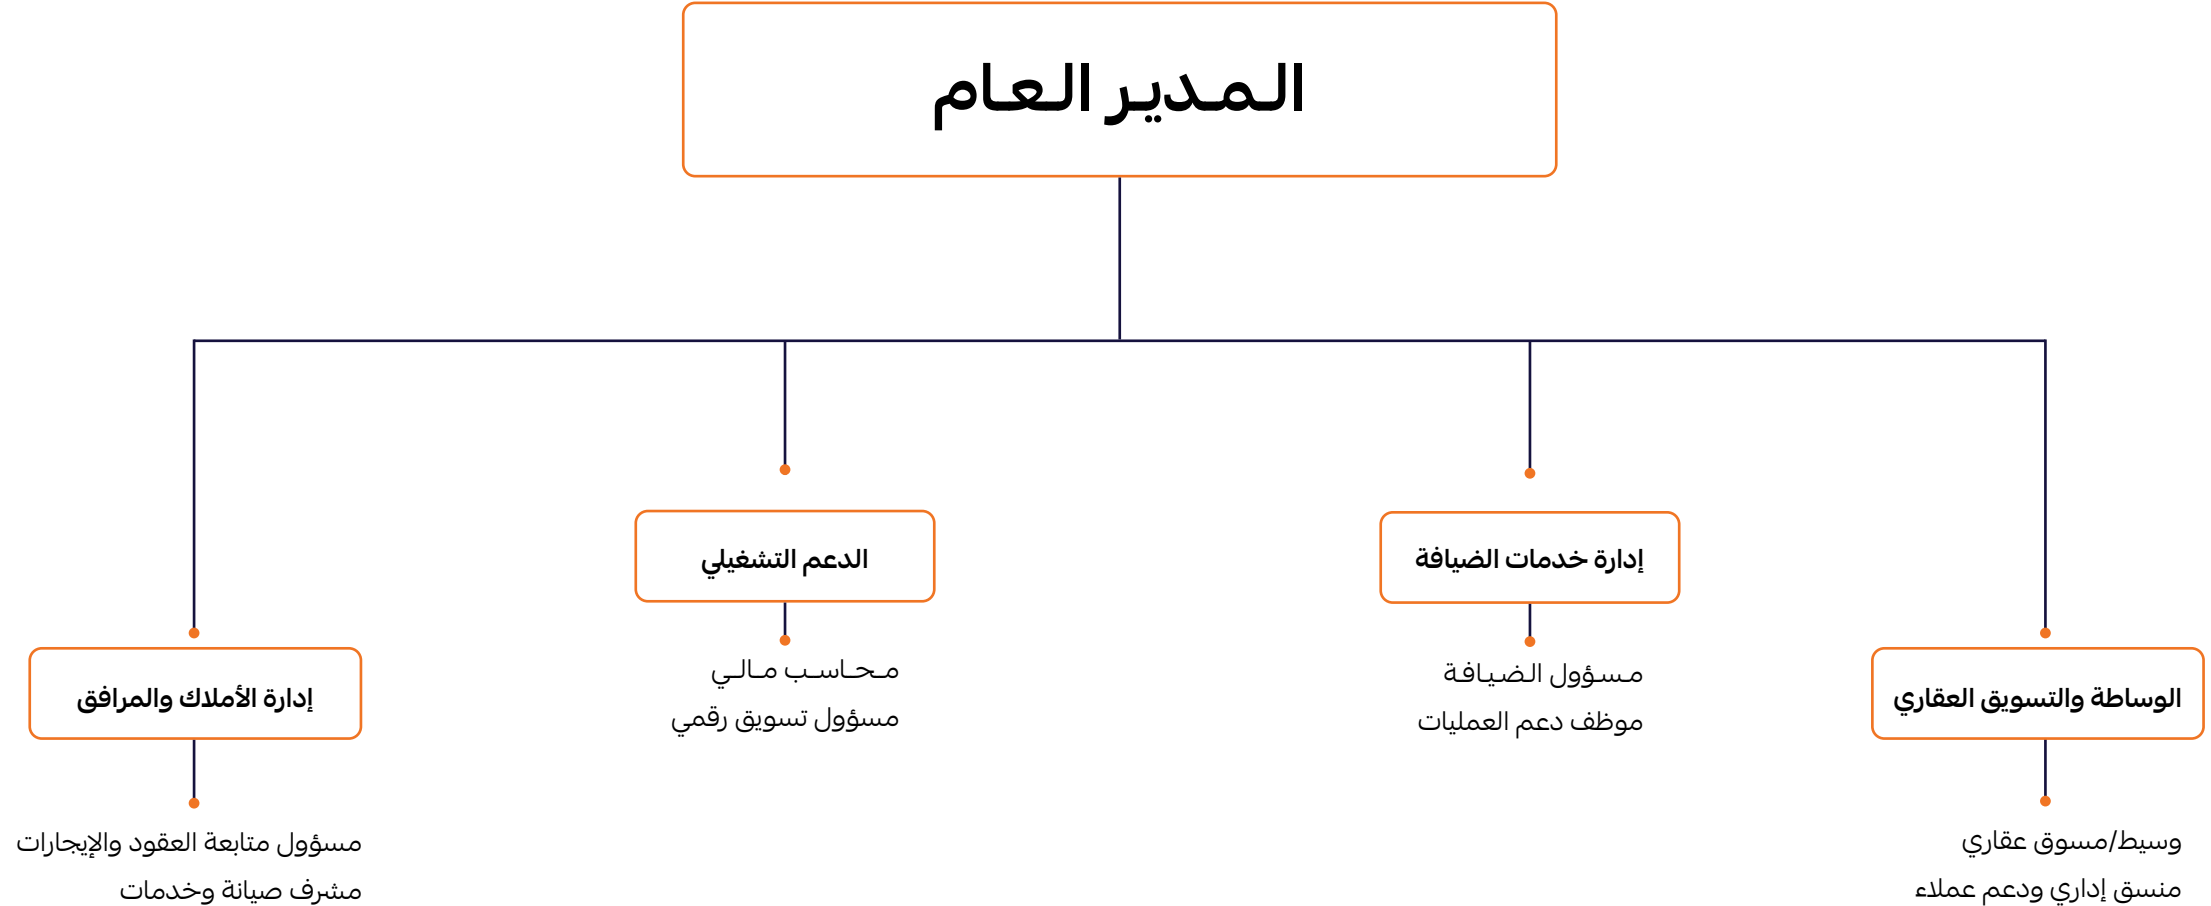 المدير العام
الوساطة والتسويق العقاري
وسيط/مسوق عقاري
منسق إداري ودعم عملاء
إدارة خدمات الضيافة
مسؤول الضيافة
موظف دعم العمليات
الدعم التشغيلي
محاسب مالي
مسؤول تسويق رقمي
إدارة الأملاك والمرافق
مسؤول متابعة العقود والإيجارات
مشرف صيانة وخدمات